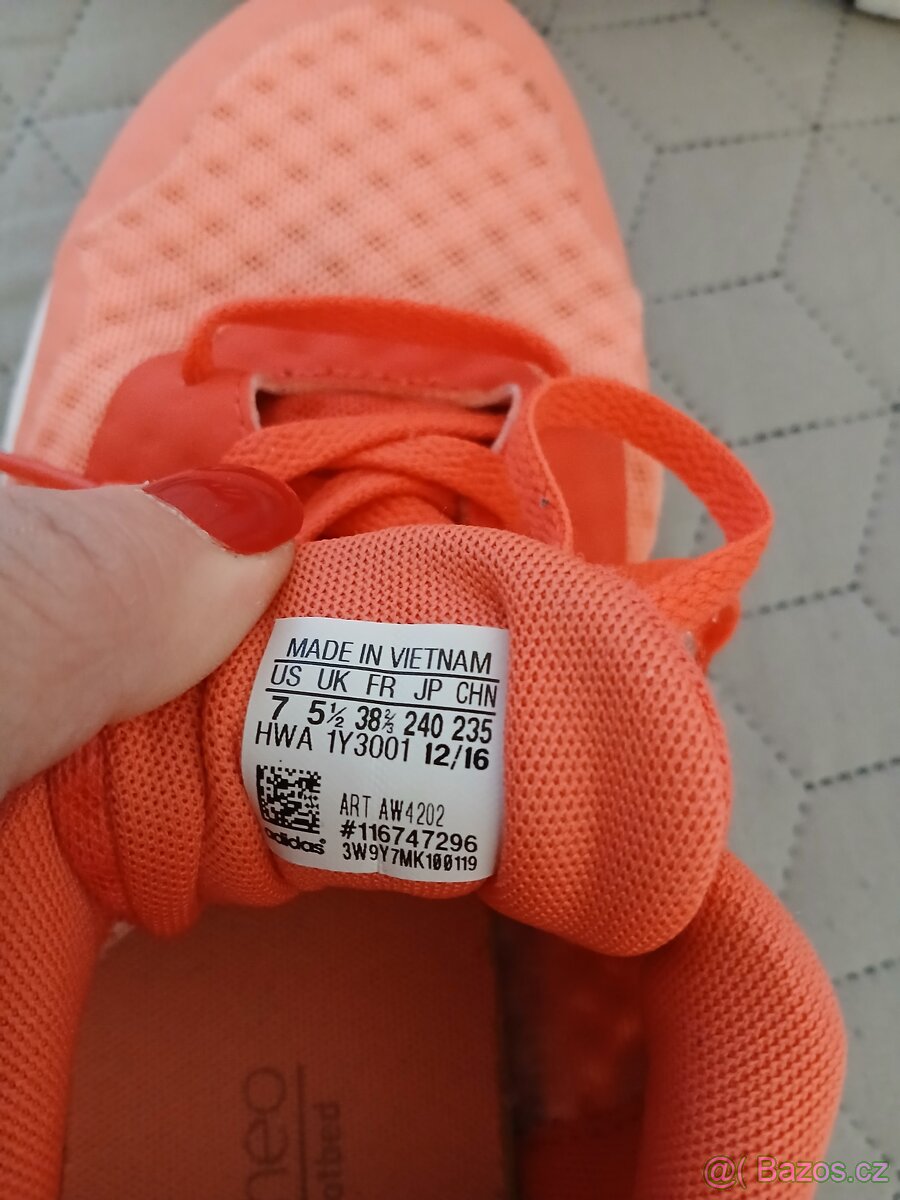 MADE IN VIETNAM
US UK FR JP CHN
7 5½ 38⅔ 240 235
HWA 1Y3001 12/16
ART AW4202
#116747296
adidas®
3W9Y7MK100119
neo
@( Bazos.cz